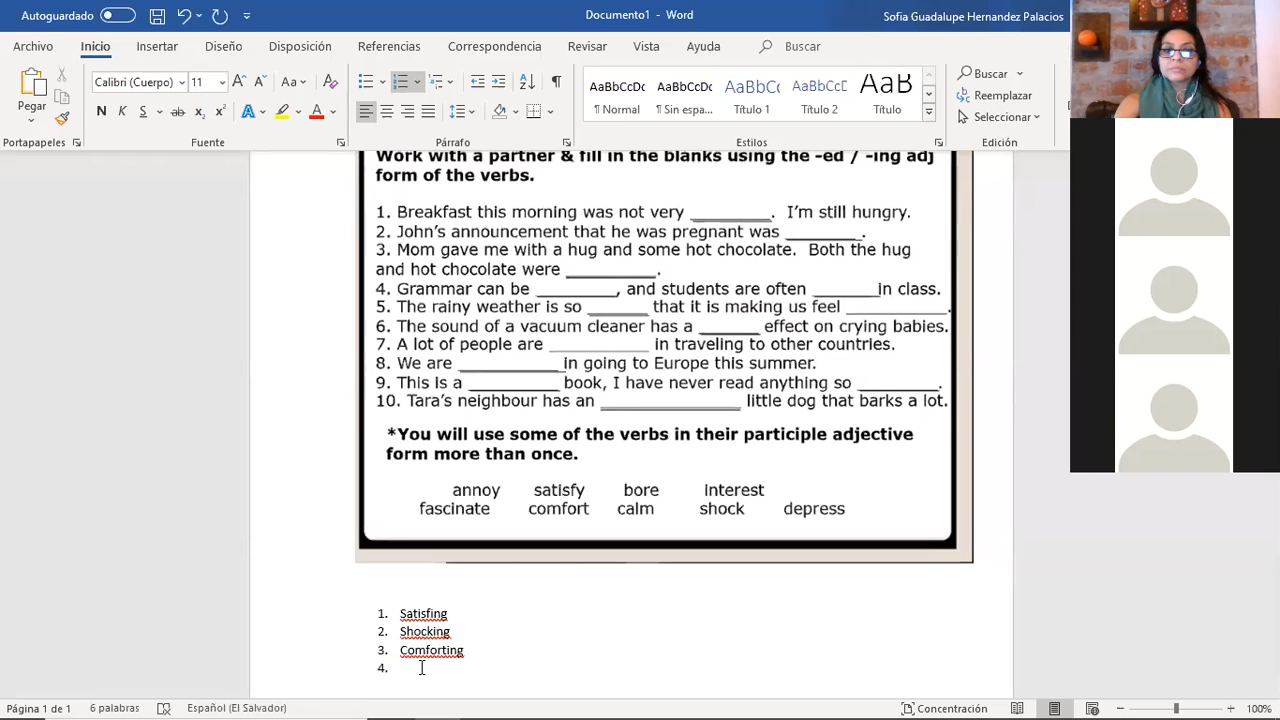 Autoguardado
Documento1 - Word
Sofia Guadalupe Hernandez Palacios
Archivo Inicio Insertar Diseño Disposición Referencias Correspondencia Revisar Vista Ayuda Buscar
Pegar
Calibri (Cuerpo) 11
N K S ab x₂ x² A A
AaBbCcDc AaBbCcDc AaBbCc AaBbCcD AaB
¶ Normal ¶ Sin espa... Título 1 Título 2 Título
Buscar
Reemplazar
Seleccionar
Portapapeles Fuente Párrafo Estilos Edición
Work with a partner & fill in the blanks using the -ed / -ing adj
form of the verbs.
1. Breakfast this morning was not very ________. I'm still hungry.
2. John's announcement that he was pregnant was ________.
3. Mom gave me with a hug and some hot chocolate. Both the hug
and hot chocolate were _________.
4. Grammar can be ________, and students are often _______in class.
5. The rainy weather is so ______ that it is making us feel __________.
6. The sound of a vacuum cleaner has a ______ effect on crying babies.
7. A lot of people are __________ in traveling to other countries.
8. We are ___________in going to Europe this summer.
9. This is a _________ book, I have never read anything so ________.
10. Tara's neighbour has an ______________ little dog that barks a lot.
*You will use some of the verbs in their participle adjective
form more than once.
annoy satisfy bore interest
fascinate comfort calm shock depress
1. Satisfing
2. Shocking
3. Comforting
4.
Página 1 de 1 6 palabras Español (El Salvador) Concentración 100%